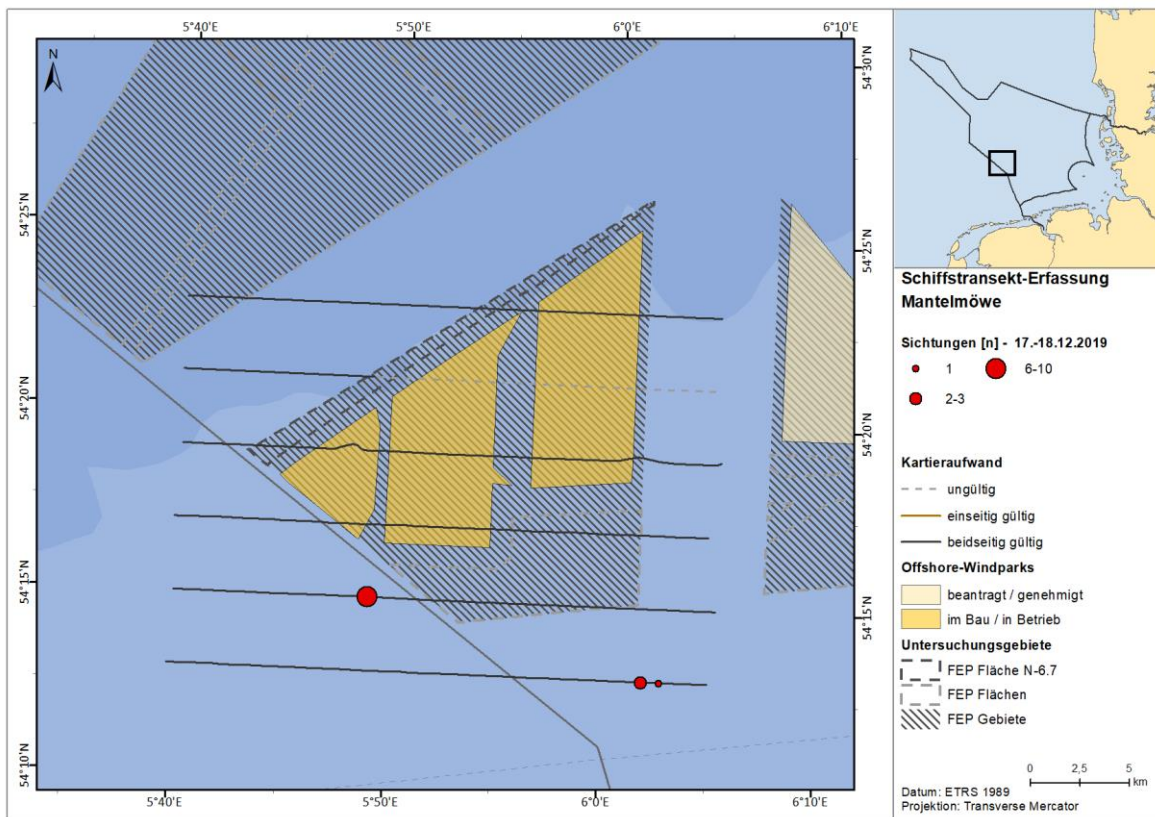 5°40'E
5°50'E
6°0'E
6°10'E
N
54°30'N
54°25'N
54°25'N
54°20'N
54°20'N
54°15'N
54°15'N
54°10'N
5°40'E
5°50'E
6°0'E
6°10'E
Schiffstransekt-Erfassung
Mantelmöwe
Sichtungen [n] - 17.-18.12.2019
1
6-10
2-3
Kartieraufwand
ungültig
einseitig gültig
beidseitig gültig
Offshore-Windparks
beantragt / genehmigt
im Bau / in Betrieb
Untersuchungsgebiete
FEP Fläche N-6.7
FEP Flächen
FEP Gebiete
0 2,5 5
km
Datum: ETRS 1989
Projektion: Transverse Mercator